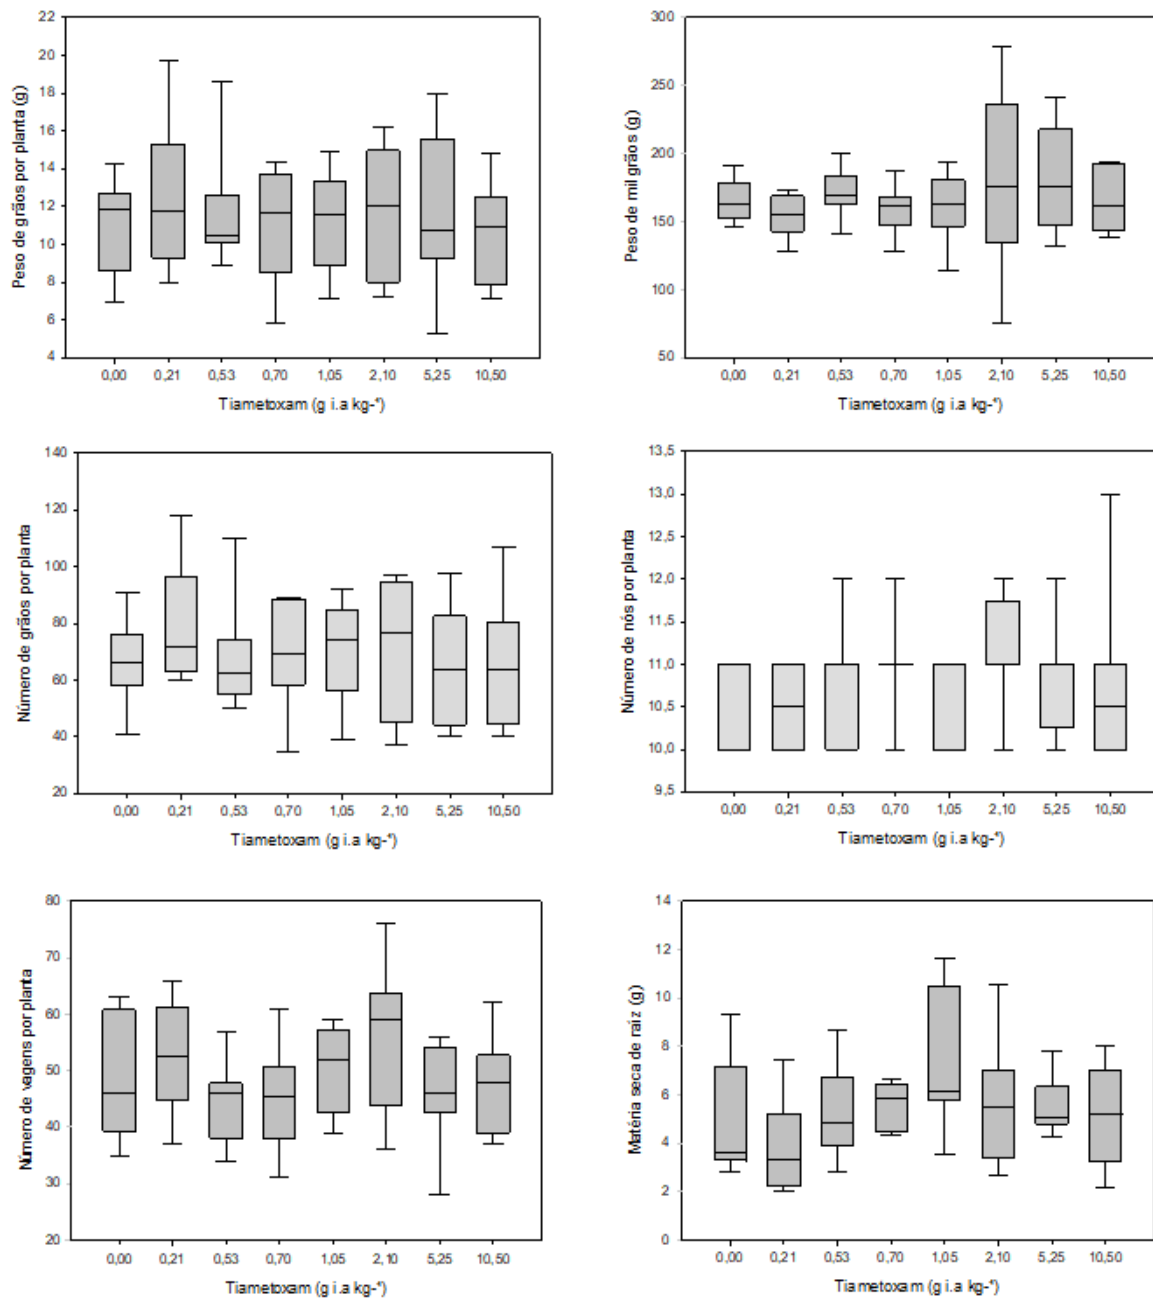 Peso de grãos por planta (g)
22
20
18
16
14
12
10
8
6
4
0,00 0,21 0,53 0,70 1,05 2,10 5,25 10,50
Tiametoxam (g i.a kg-¹)
Peso de mil grãos (g)
300
250
200
150
100
50
0,00 0,21 0,53 0,70 1,05 2,10 5,25 10,50
Tiametoxam (g i.a kg-¹)
Número de grãos por planta
140
120
100
80
60
40
20
0,00 0,21 0,53 0,70 1,05 2,10 5,25 10,50
Tiametoxam (g i.a kg-¹)
Número de nós por planta
13,5
13,0
12,5
12,0
11,5
11,0
10,5
10,0
9,5
0,00 0,21 0,53 0,70 1,05 2,10 5,25 10,50
Tiametoxam (g i.a kg-¹)
Número de vagens por planta
80
70
60
50
40
30
20
0,00 0,21 0,53 0,70 1,05 2,10 5,25 10,50
Tiametoxam (g i.a kg-¹)
Matéria seca de raiz (g)
14
12
10
8
6
4
2
0
0,00 0,21 0,53 0,70 1,05 2,10 5,25 10,50
Tiametoxam (g i.a kg-¹)